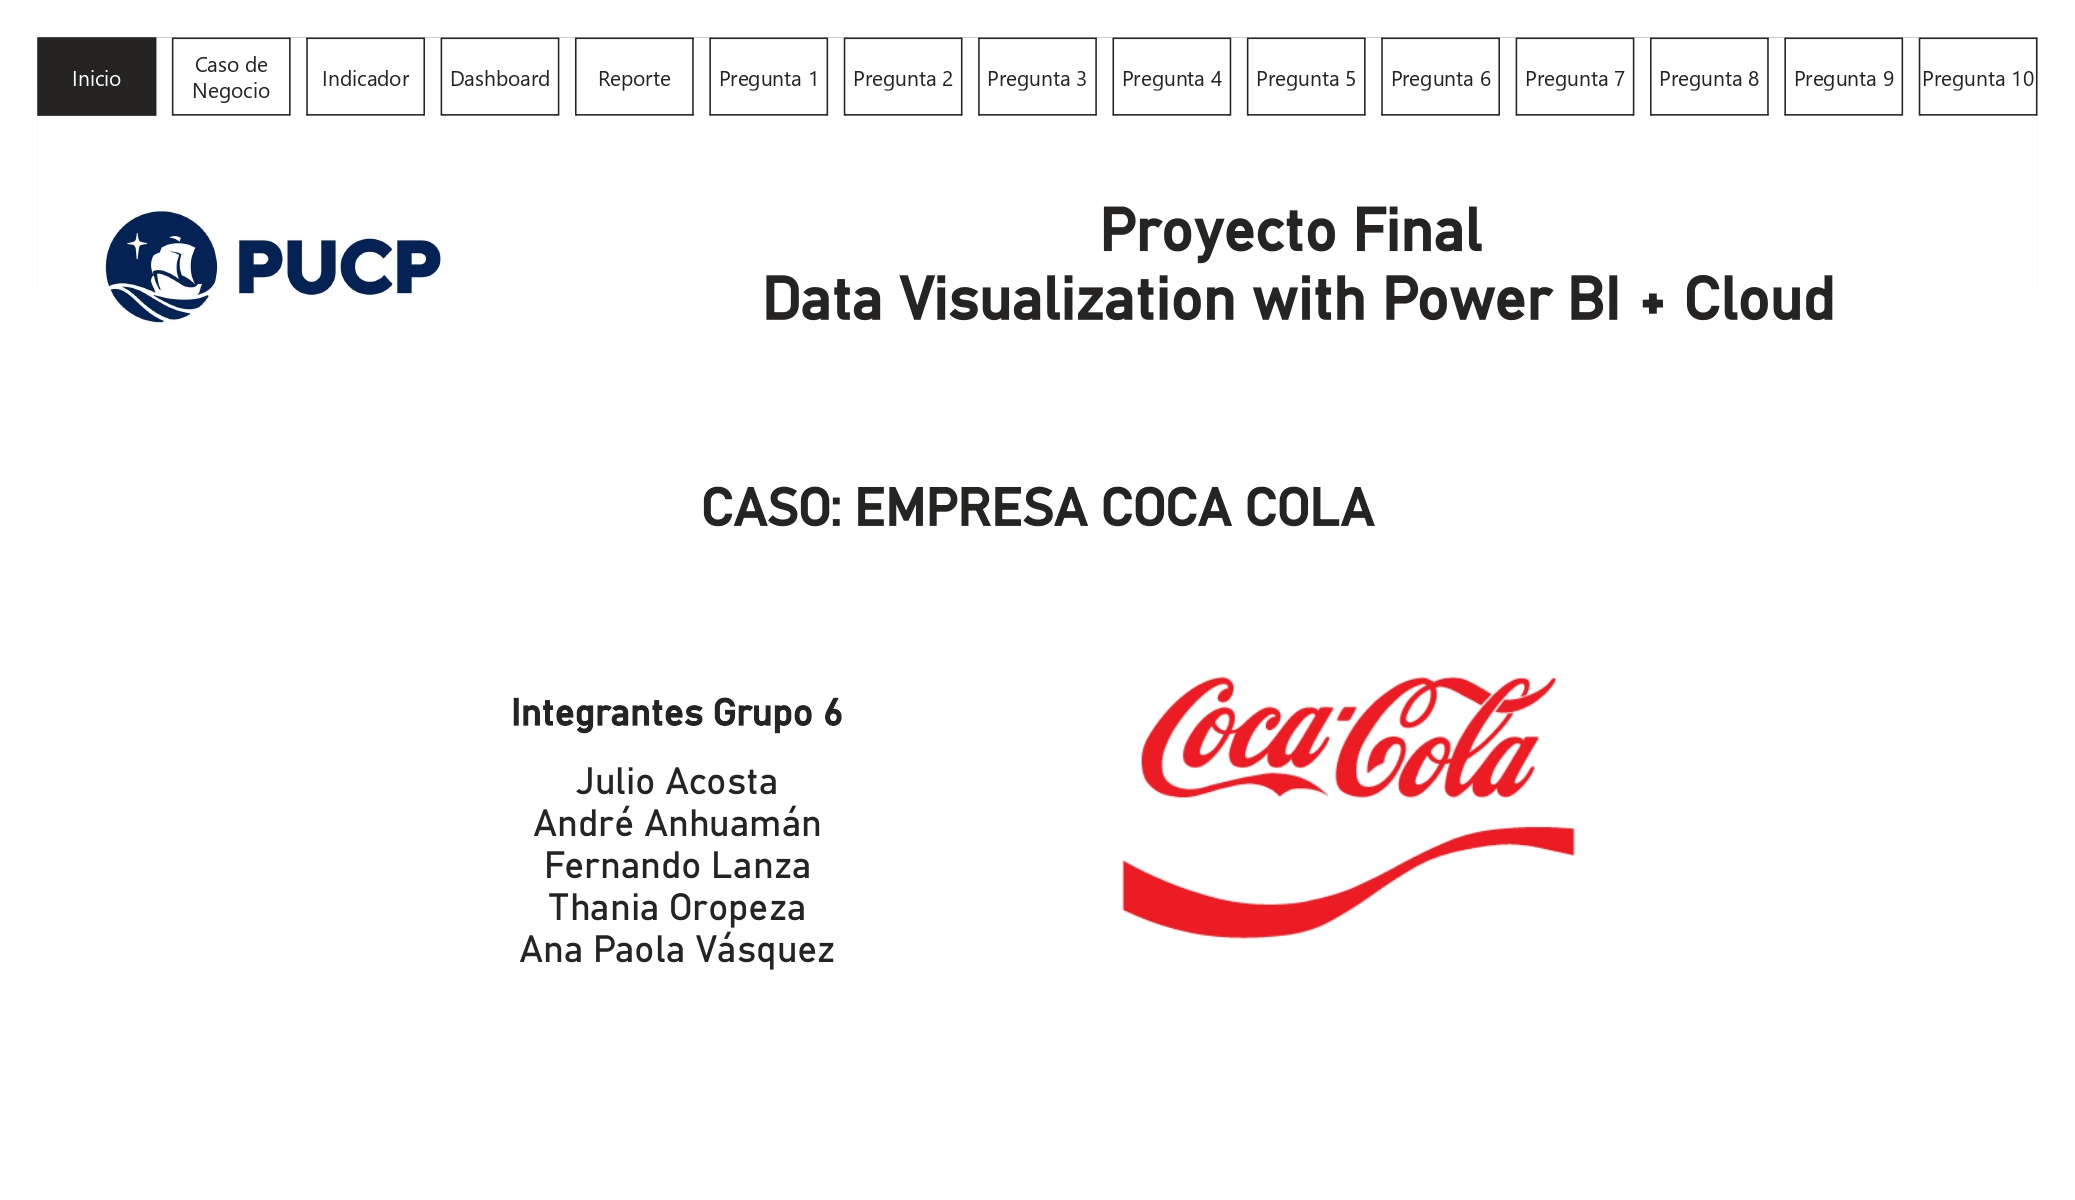 Inicio
Caso de
Negocio
Indicador
Dashboard
Reporte
Pregunta 1
Pregunta 2
Pregunta 3
Pregunta 4
Pregunta 5
Pregunta 6
Pregunta 7
Pregunta 8
Pregunta 9
Pregunta 10
PUCP
Proyecto Final
Data Visualization with Power BI + Cloud
CASO: EMPRESA COCA COLA
Integrantes Grupo 6
Julio Acosta
André Anhuamán
Fernando Lanza
Thania Oropeza
Ana Paola Vásquez
Coca-Cola